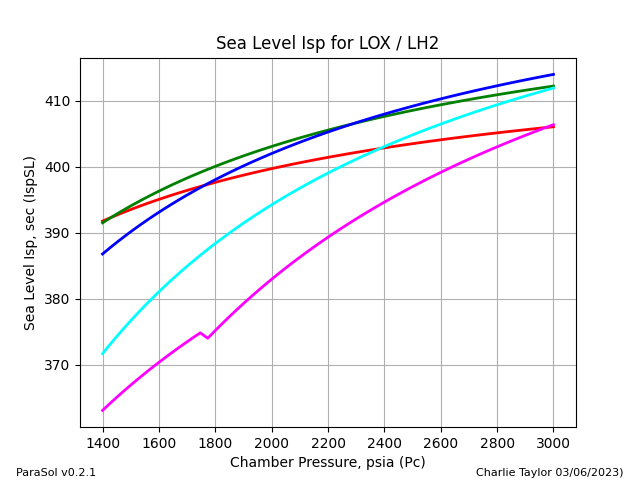 Sea Level Isp for LOX / LH2
Sea Level Isp, sec (IspSL)
410
400
390
380
370
1400 1600 1800 2000 2200 2400 2600 2800 3000
Chamber Pressure, psia (Pc)
ParaSol v0.2.1
Charlie Taylor 03/06/2023)